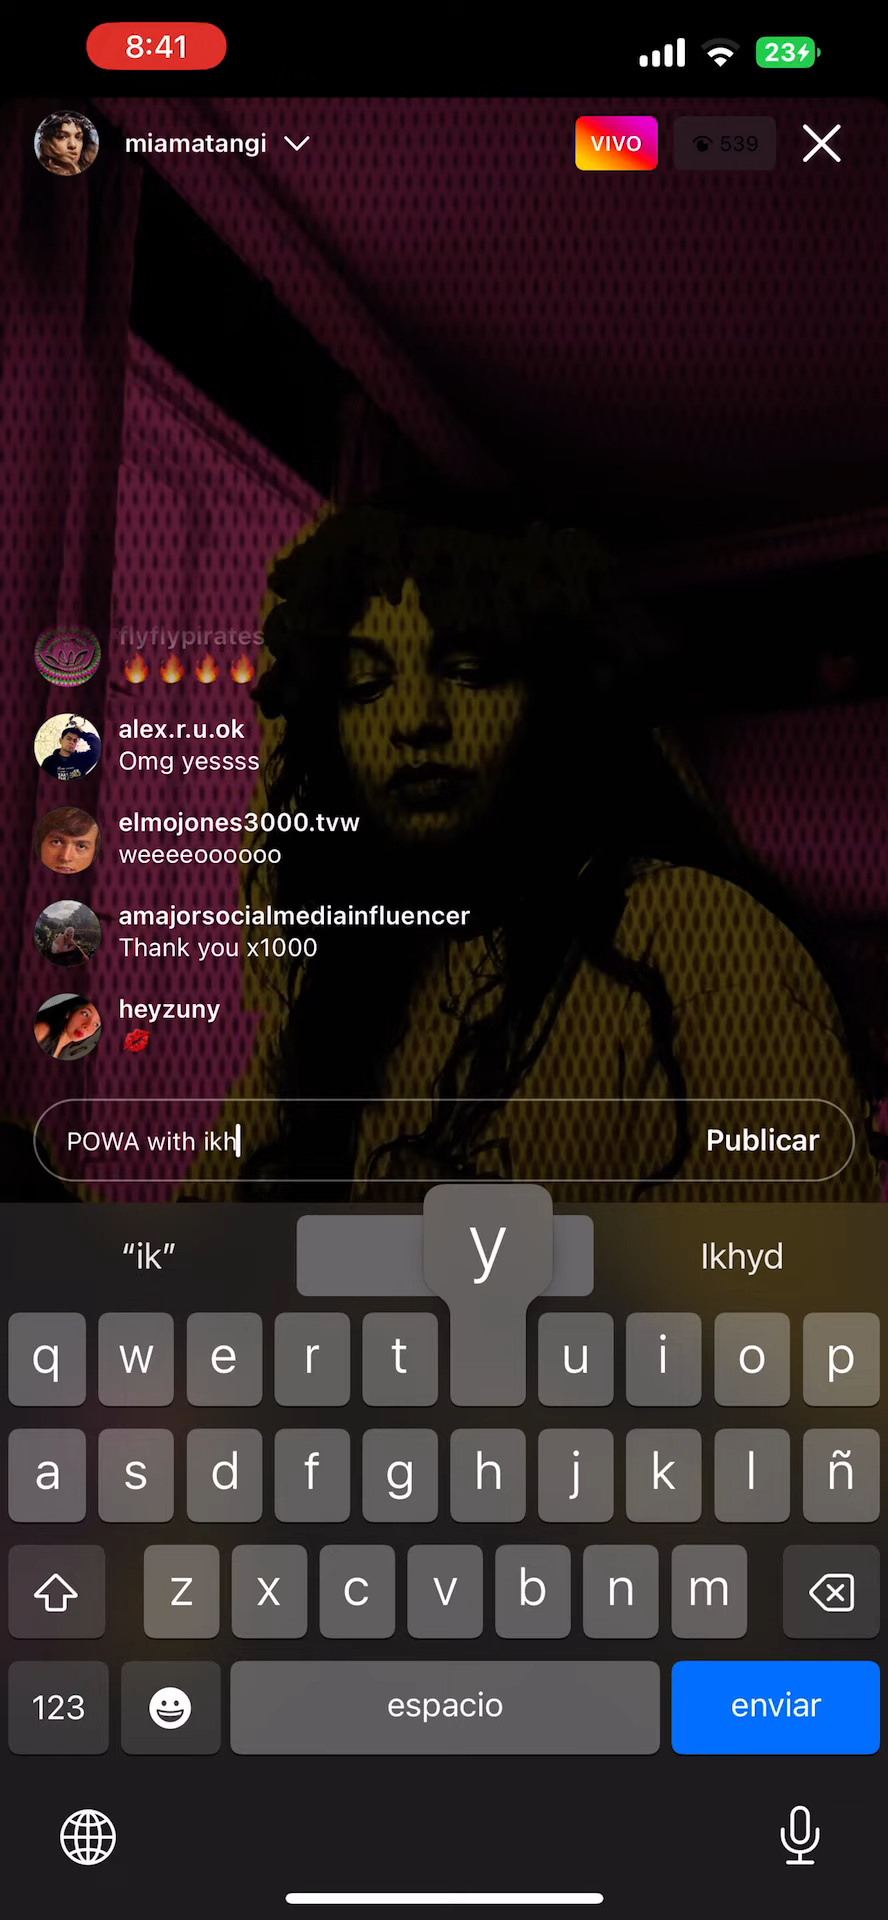 8:41
23
miamatangi
VIVO
539
flyflypirates
🔥🔥🔥🔥
alex.r.u.ok
Omg yessss
elmojones3000.tvw
weeeeoooooo
amajorsocialmediainfluencer
Thank you x1000
heyzuny
💋
POWA with ikh
Publicar
“ik”
y
Ikhyd
q w e r t u i o p
a s d f g h j k l ñ
z x c v b n m
123
espacio
enviar